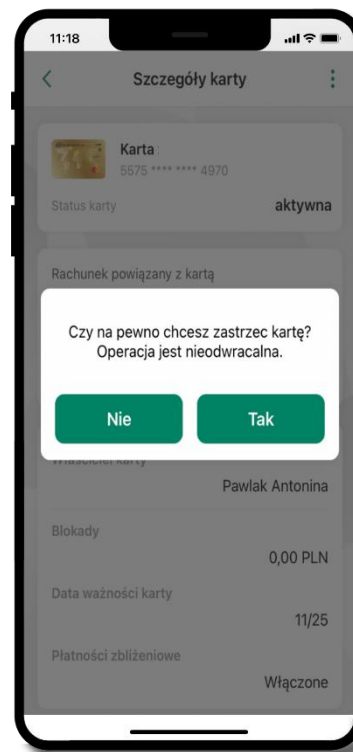 11:18
Szczegóły karty
Karta :
5575 **** **** 4970
Status karty
aktywna
Rachunek powiązany z kartą
Czy na pewno chcesz zastrzec kartę?
Operacja jest nieodwracalna.
Nie
Tak
Właściciel karty
Pawlak Antonina
Blokady
0,00 PLN
Data ważności karty
11/25
Płatności zbliżeniowe
Włączone